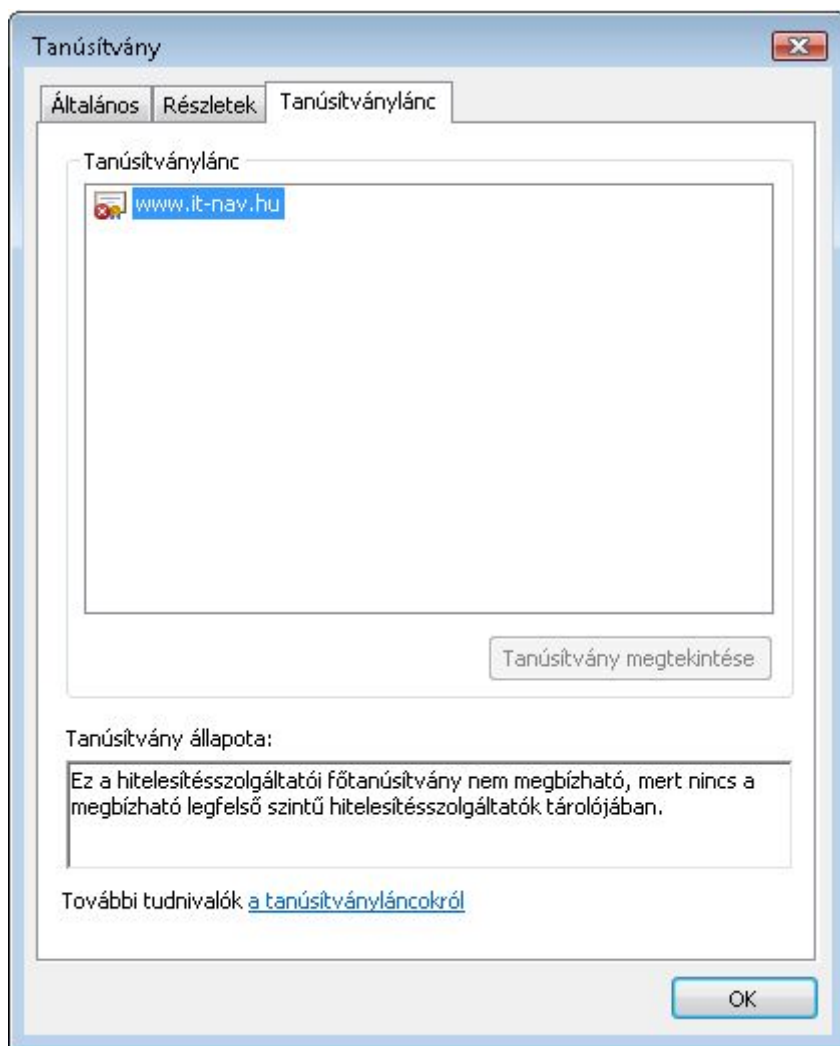 Tanúsítvány
Általános Részletek Tanúsítványlánc
Tanúsítványlánc
www.it-nav.hu
Tanúsítvány megtekintése
Tanúsítvány állapota:
Ez a hitelesítésszolgáltatói főtanúsítvány nem megbízható, mert nincs a
megbízható legfelső szintű hitelesítésszolgáltatók tárolójában.
További tudnivalók a tanúsítványláncokról
OK